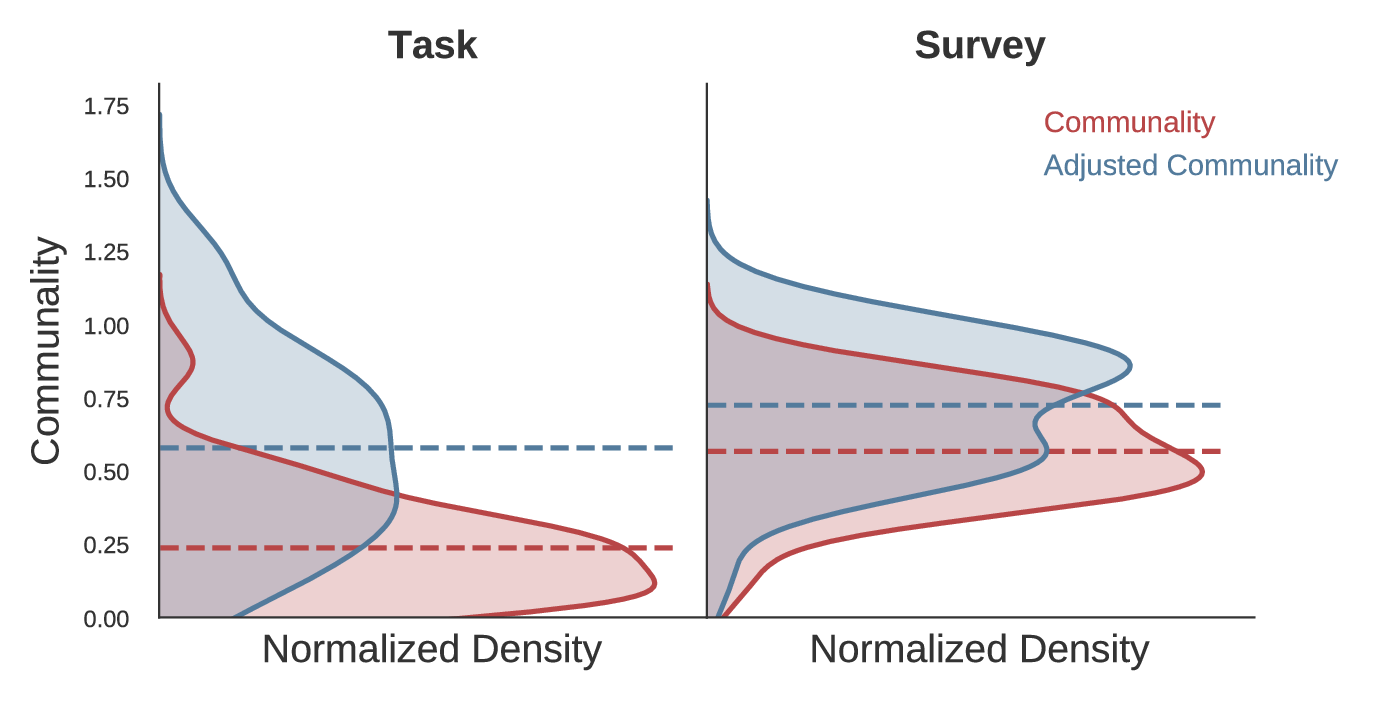 Task
Survey
Communality
Adjusted Communality
Communality
1.75
1.50
1.25
1.00
0.75
0.50
0.25
0.00
Normalized Density
Normalized Density